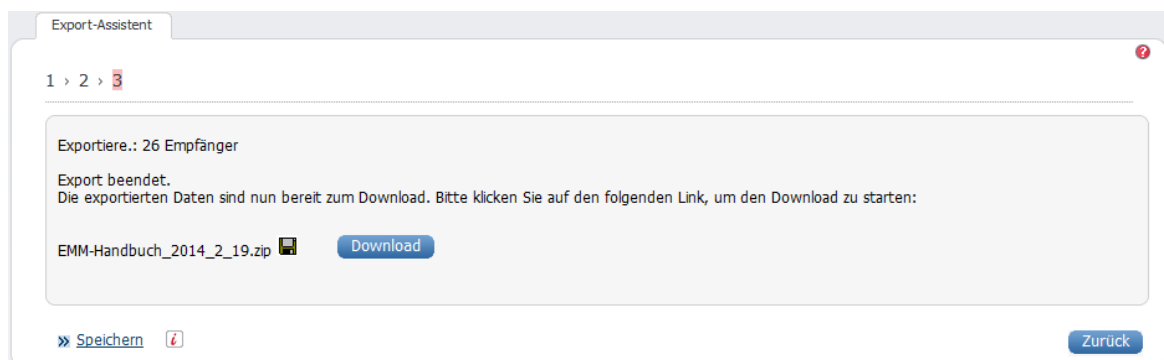 Export-Assistent
?
1 › 2 › 3
Exportiere.: 26 Empfänger
Export beendet.
Die exportierten Daten sind nun bereit zum Download. Bitte klicken Sie auf den folgenden Link, um den Download zu starten:
EMM-Handbuch_2014_2_19.zip Download
» Speichern i Zurück